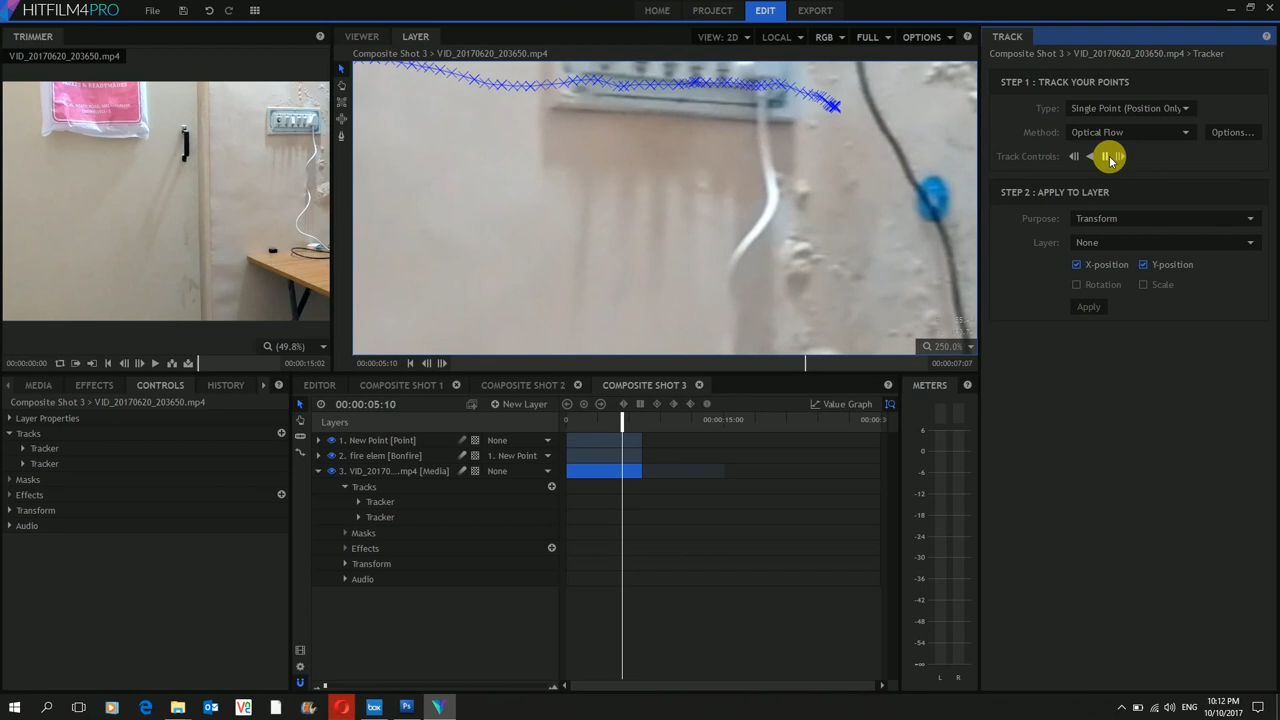 HITFILM4PRO
File
HOME
PROJECT
EDIT
EXPORT
TRIMMER
VID_20170620_203650.mp4
(49.8%)
00:00:00:00
00:00:15:02
VIEWER
LAYER
VIEW: 2D
LOCAL
RGB
FULL
OPTIONS
Composite Shot 3 > VID_20170620_203650.mp4
250.0%
00:00:05:10
00:00:07:07
TRACK
Composite Shot 3 > VID_20170620_203650.mp4 > Tracker
STEP 1 : TRACK YOUR POINTS
Type:
Single Point (Position Only
Method:
Optical Flow
Options...
Track Controls:
STEP 2 : APPLY TO LAYER
Purpose:
Transform
Layer:
None
X-position
Y-position
Rotation
Scale
Apply
MEDIA
EFFECTS
CONTROLS
HISTORY
Composite Shot 3 > VID_20170620_203650.mp4
Layer Properties
Tracks
Tracker
Tracker
Masks
Effects
Transform
Audio
EDITOR
COMPOSITE SHOT 1
COMPOSITE SHOT 2
COMPOSITE SHOT 3
00:00:05:10
New Layer
Value Graph
Layers
00:00:15:00
00:00:3
1. New Point [Point]
None
2. fire elem [Bonfire]
1. New Point
3. VID_20170....mp4 [Media]
None
Tracks
Tracker
Tracker
Masks
Effects
Transform
Audio
METERS
6
0
-6
-12
-18
-24
-30
-36
-42
-48
-54
-∞
L
R
10:12 PM
10/10/2017